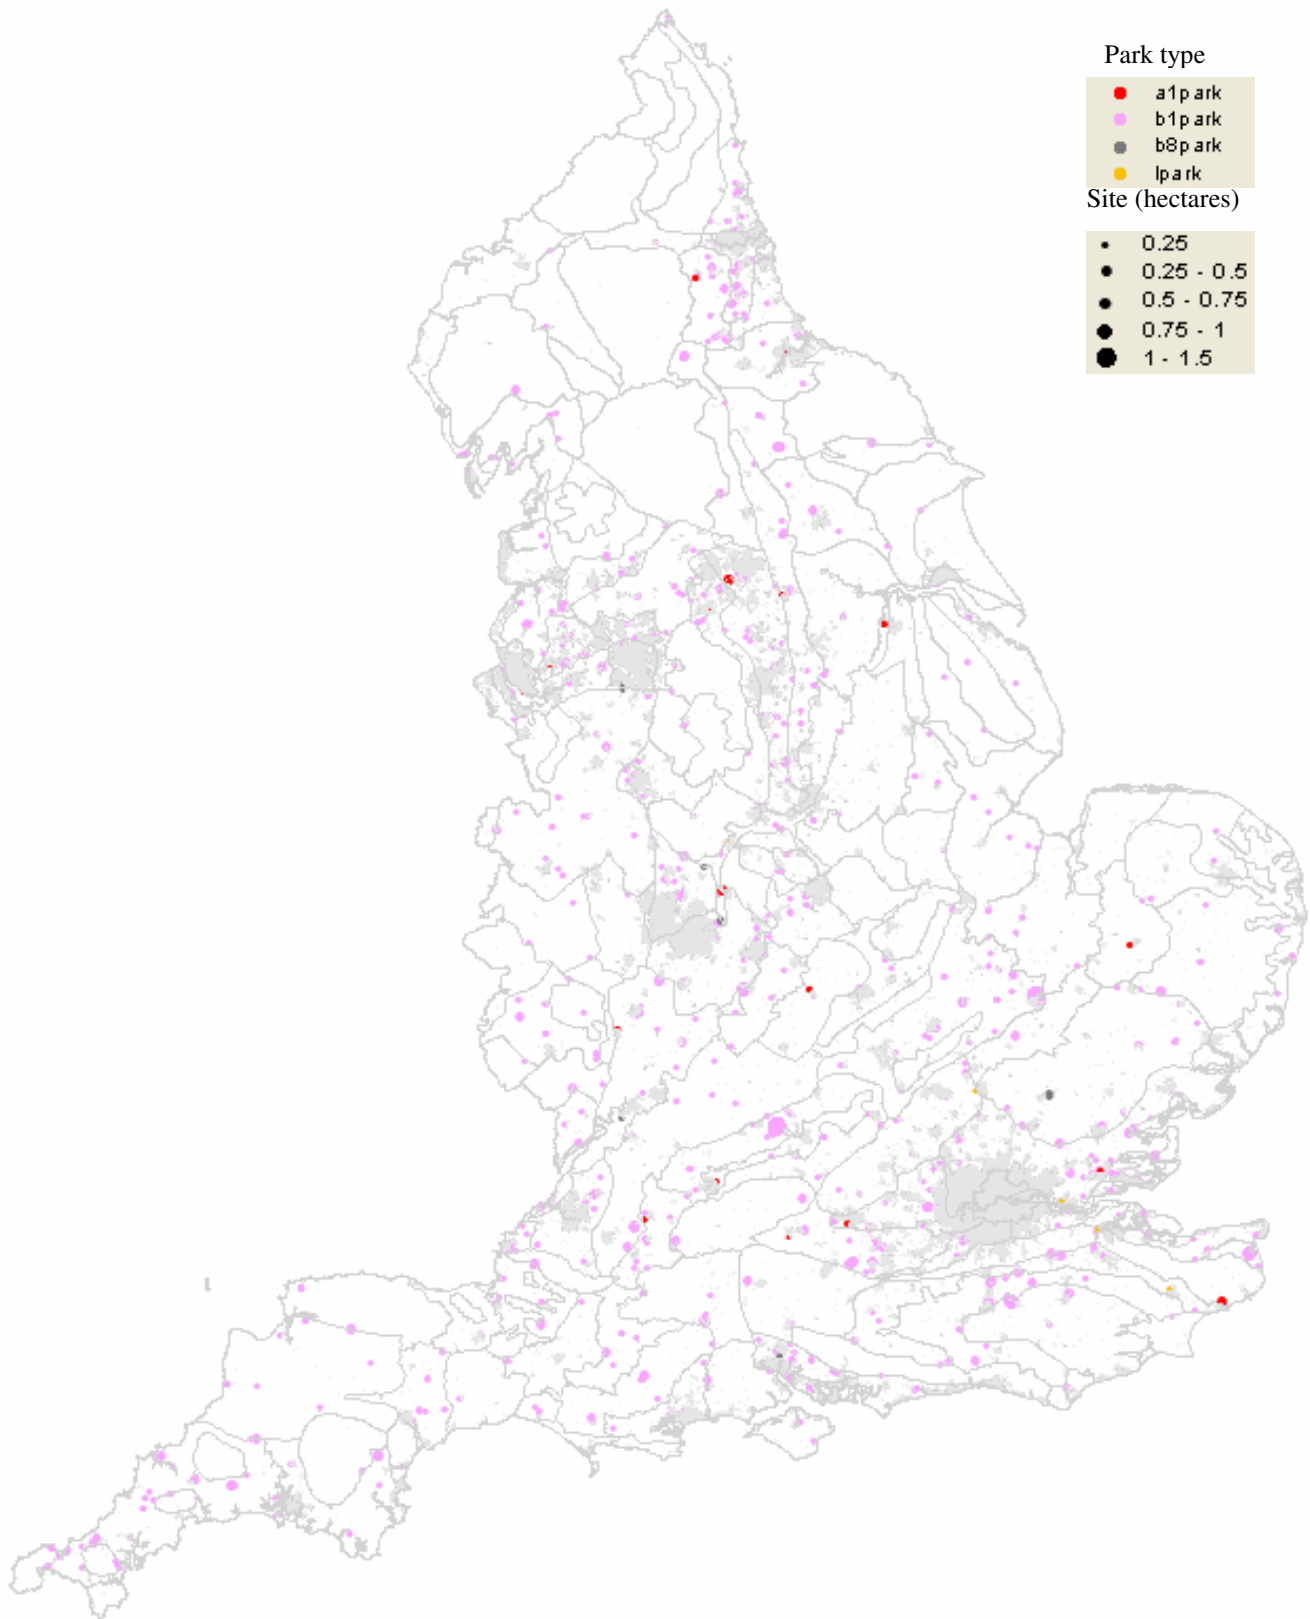 Park type
a1park
b1park
b8park
lpark
Site (hectares)
0.25
0.25 - 0.5
0.5 - 0.75
0.75 - 1
1 - 1.5